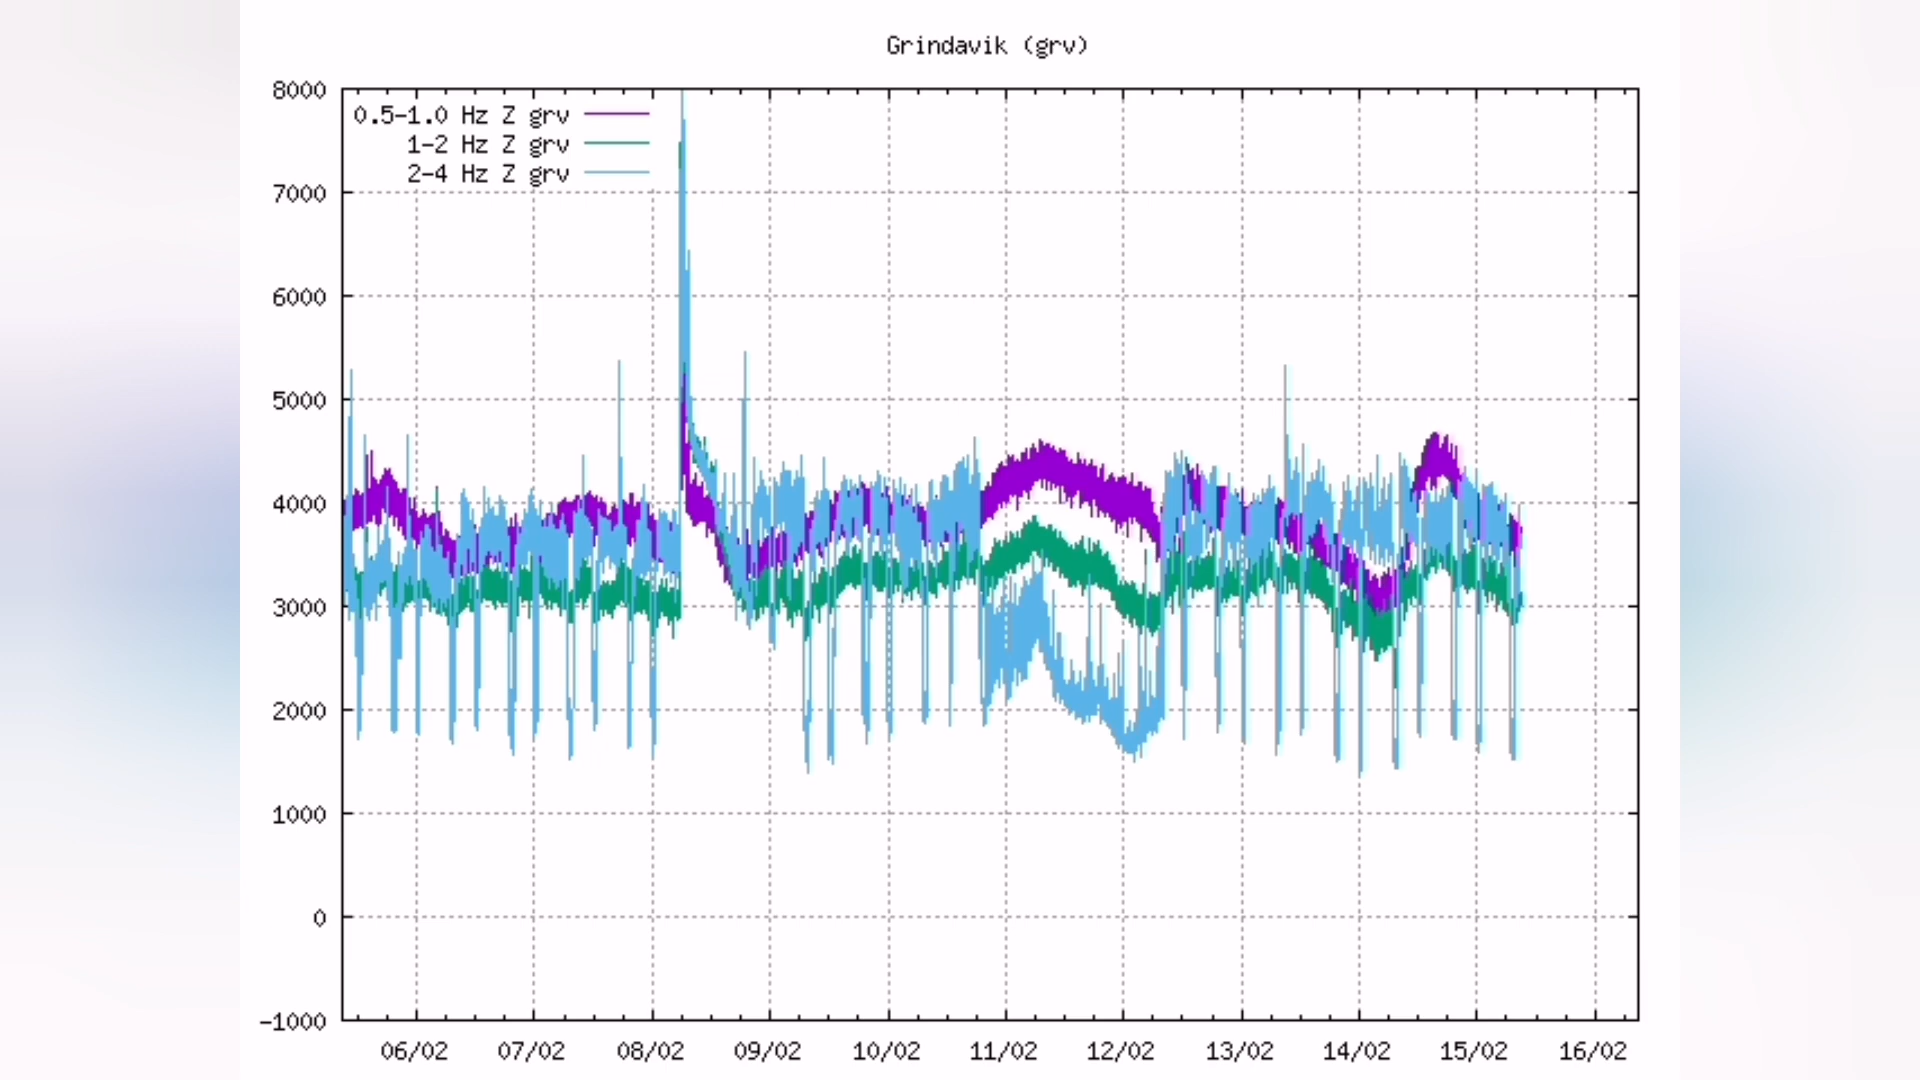 Grindavik (grv)
8000
0.5-1.0 Hz Z grv
1-2 Hz Z grv
2-4 Hz Z grv
7000
6000
5000
4000
3000
2000
1000
0
-1000
06/02 07/02 08/02 09/02 10/02 11/02 12/02 13/02 14/02 15/02 16/02